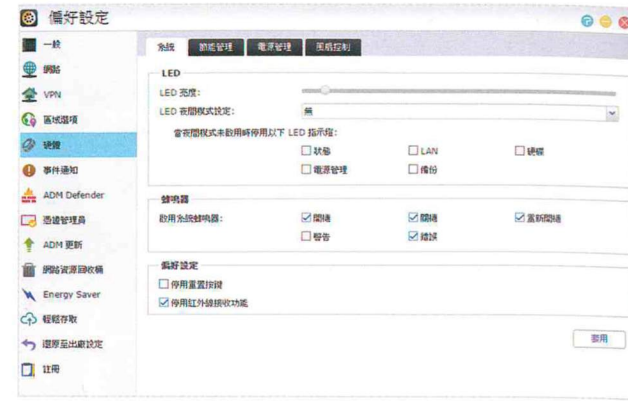 偏好設定
一般
網路
VPN
區域選項
硬體
事件通知
ADM Defender
憑證管理員
ADM 更新
網路資源回收桶
Energy Saver
輕鬆存取
還原至出廠設定
註冊
系統 節能管理 電源管理 風扇控制
LED
LED 亮度:
LED 夜間模式設定: 無
當夜間模式未啟用時停用以下 LED 指示燈:
狀態 LAN 硬碟
電源管理 備份
蜂鳴器
啟用系統蜂鳴器: 開機 關機 重新開機
警告 錯誤
偏好設定
停用重置按鍵
停用紅外線接收功能
套用